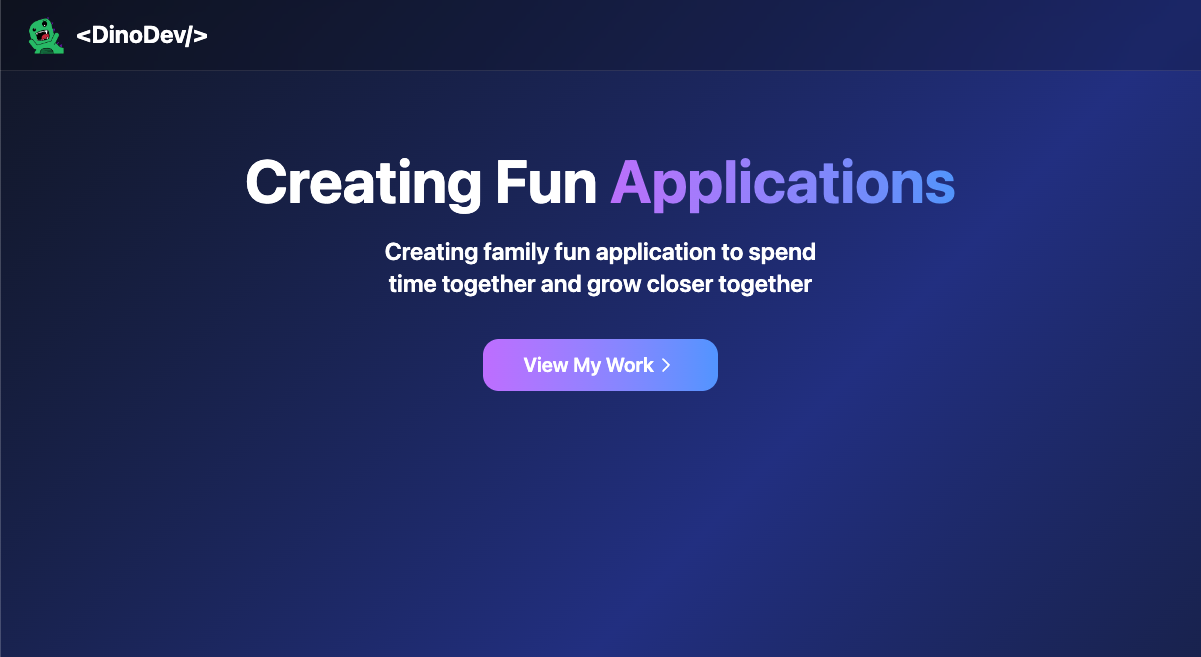 <DinoDev/>
Creating Fun Applications
Creating family fun application to spend
time together and grow closer together
View My Work >